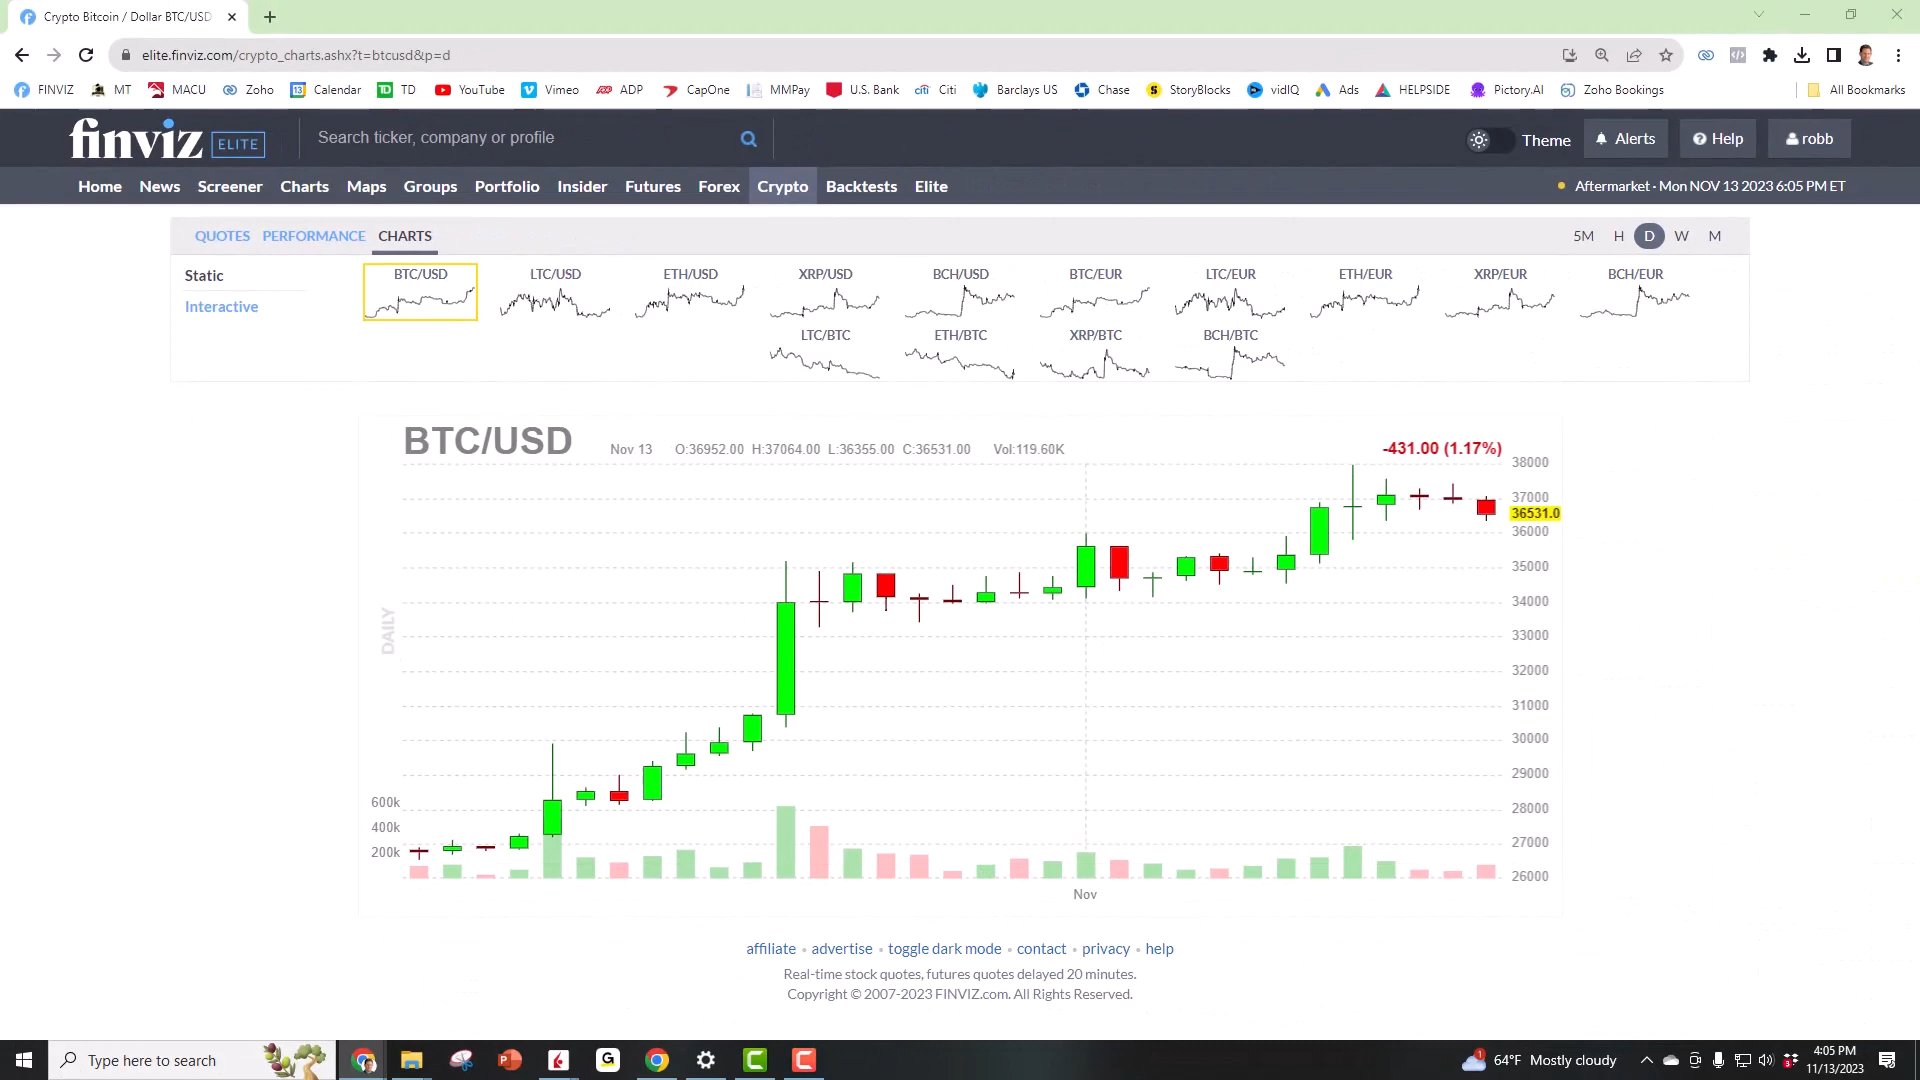 Crypto Bitcoin / Dollar BTC/USD
elite.finviz.com/crypto_charts.ashx?t=btcusd&p=d
FINVIZ MT MACU Zoho Calendar TD YouTube Vimeo ADP CapOne MMPay U.S. Bank Citi Barclays US Chase StoryBlocks vidIQ Ads HELPSIDE Pictory.AI Zoho Bookings All Bookmarks
finviz ELITE Search ticker, company or profile Theme Alerts Help robb
Home News Screener Charts Maps Groups Portfolio Insider Futures Forex Crypto Backtests Elite Aftermarket · Mon NOV 13 2023 6:05 PM ET
QUOTES PERFORMANCE CHARTS 5M H D W M
Static BTC/USD LTC/USD ETH/USD XRP/USD BCH/USD BTC/EUR LTC/EUR ETH/EUR XRP/EUR BCH/EUR
Interactive
LTC/BTC ETH/BTC XRP/BTC BCH/BTC
BTC/USD Nov 13 O:36952.00 H:37064.00 L:36355.00 C:36531.00 Vol:119.60K -431.00 (1.17%)
38000
37000
36531.0
36000
35000
34000
DAILY
33000
32000
31000
30000
29000
600k 28000
400k
27000
200k
26000
Nov
affiliate • advertise • toggle dark mode • contact • privacy • help
Real-time stock quotes, futures quotes delayed 20 minutes.
Copyright © 2007-2023 FINVIZ.com. All Rights Reserved.
Type here to search 64°F Mostly cloudy 4:05 PM
11/13/2023